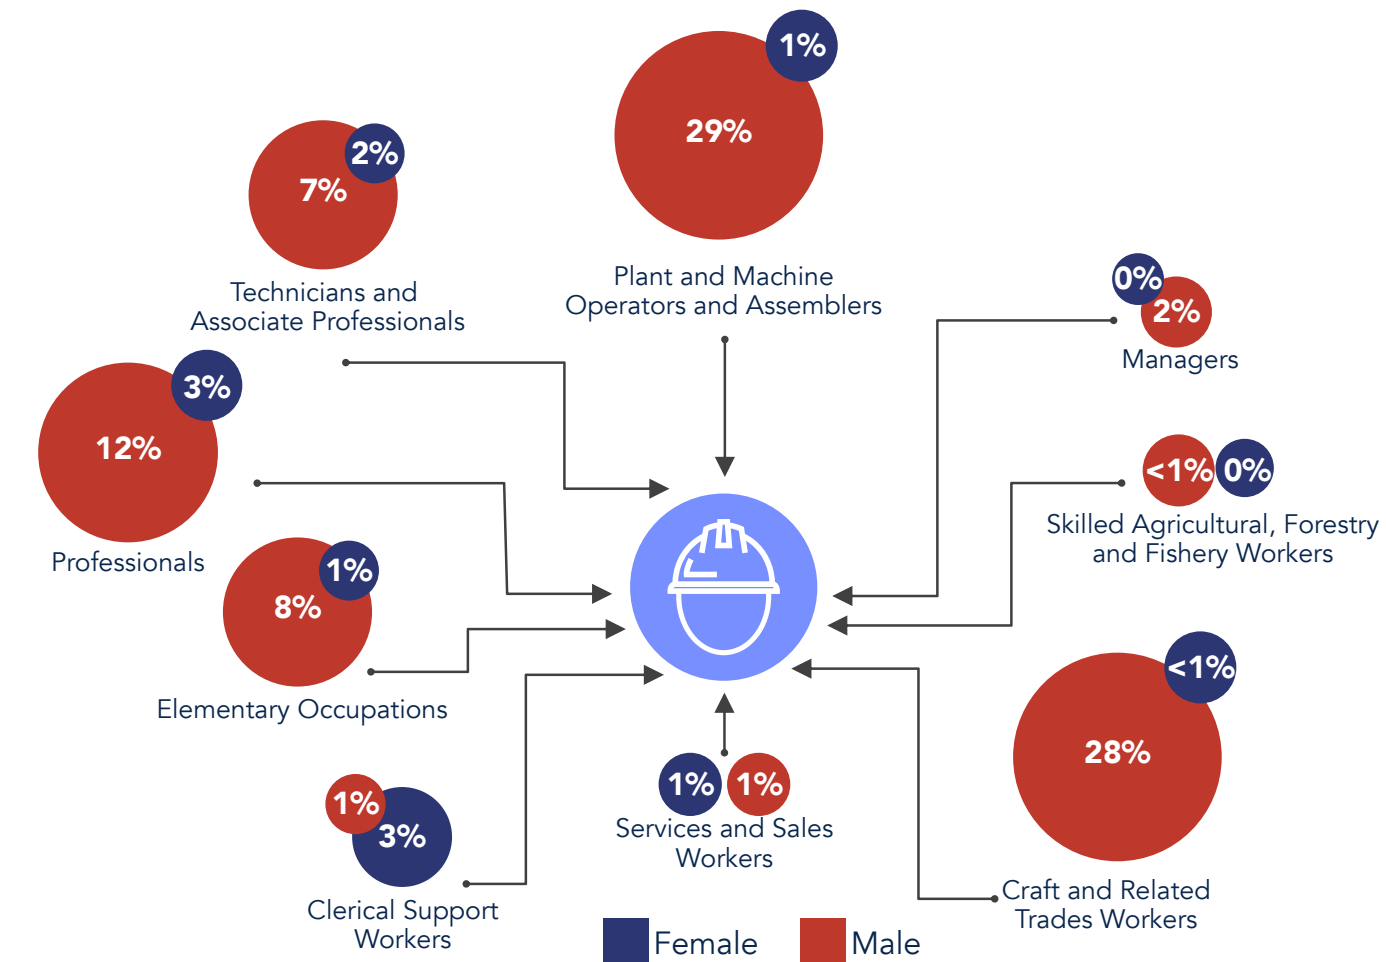 1%
29%
Plant and Machine
Operators and Assemblers
2%
7%
Technicians and
Associate Professionals
0%
2%
Managers
3%
12%
Professionals
<1% 0%
Skilled Agricultural, Forestry
and Fishery Workers
1%
8%
Elementary Occupations
<1%
28%
Craft and Related
Trades Workers
1% 1%
Services and Sales
Workers
1%
3%
Clerical Support
Workers
Female Male